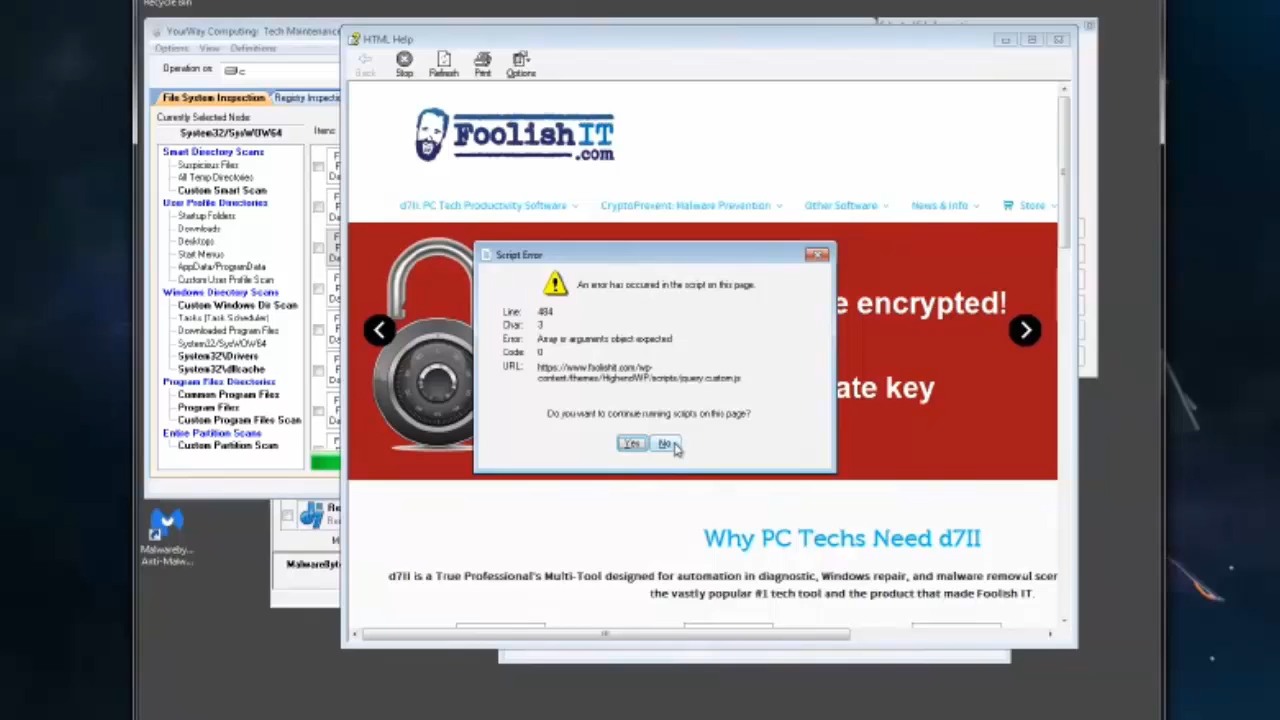 Recycle Bin
YourWay Computing: Tech Maintenance
Options View Definitions
Operation on:
File System Inspection
Currently Selected Node
System32/SysWOW64
Items
Smart Directory Scans
Suspicious Files
All Temp Directories
Custom Smart Scan
User Profile Directories
Startup Folders
Downloads
Desktops
Start Menus
AppData/ProgramData
Custom User Profile Scan
Windows Directory Scans
Custom Windows Dir Scan
Tasks (Task Scheduler)
Downloaded Program Files
System32/SysWOW64
System32\Drivers
System32\dllcache
Program Files Directories
Common Program Files
Program Files
Custom Program Files Scan
Entire Partition Scans
Custom Partition Scan
Malwareby...
Anti-Malw...
HTML Help
Back Stop Refresh Print Options
FoolishIT
.com
d7II: PC Tech Productivity Software CryptoPrevent: Malware Prevention Other Software News & Info Store
e encrypted!
ate key
Script Error
An error has occurred in the script on this page.
Line: 484
Char: 3
Error: Array or arguments object expected
Code: 0
URL: https://www.foolishit.com/wp-
content/themes/HighendWP/scripts/jquery.custom.js
Do you want to continue running scripts on this page?
Yes No
Why PC Techs Need d7II
d7II is a True Professional's Multi-Tool designed for automation in diagnostic, Windows repair, and malware removal scer
the vastly popular #1 tech tool and the product that made Foolish IT.